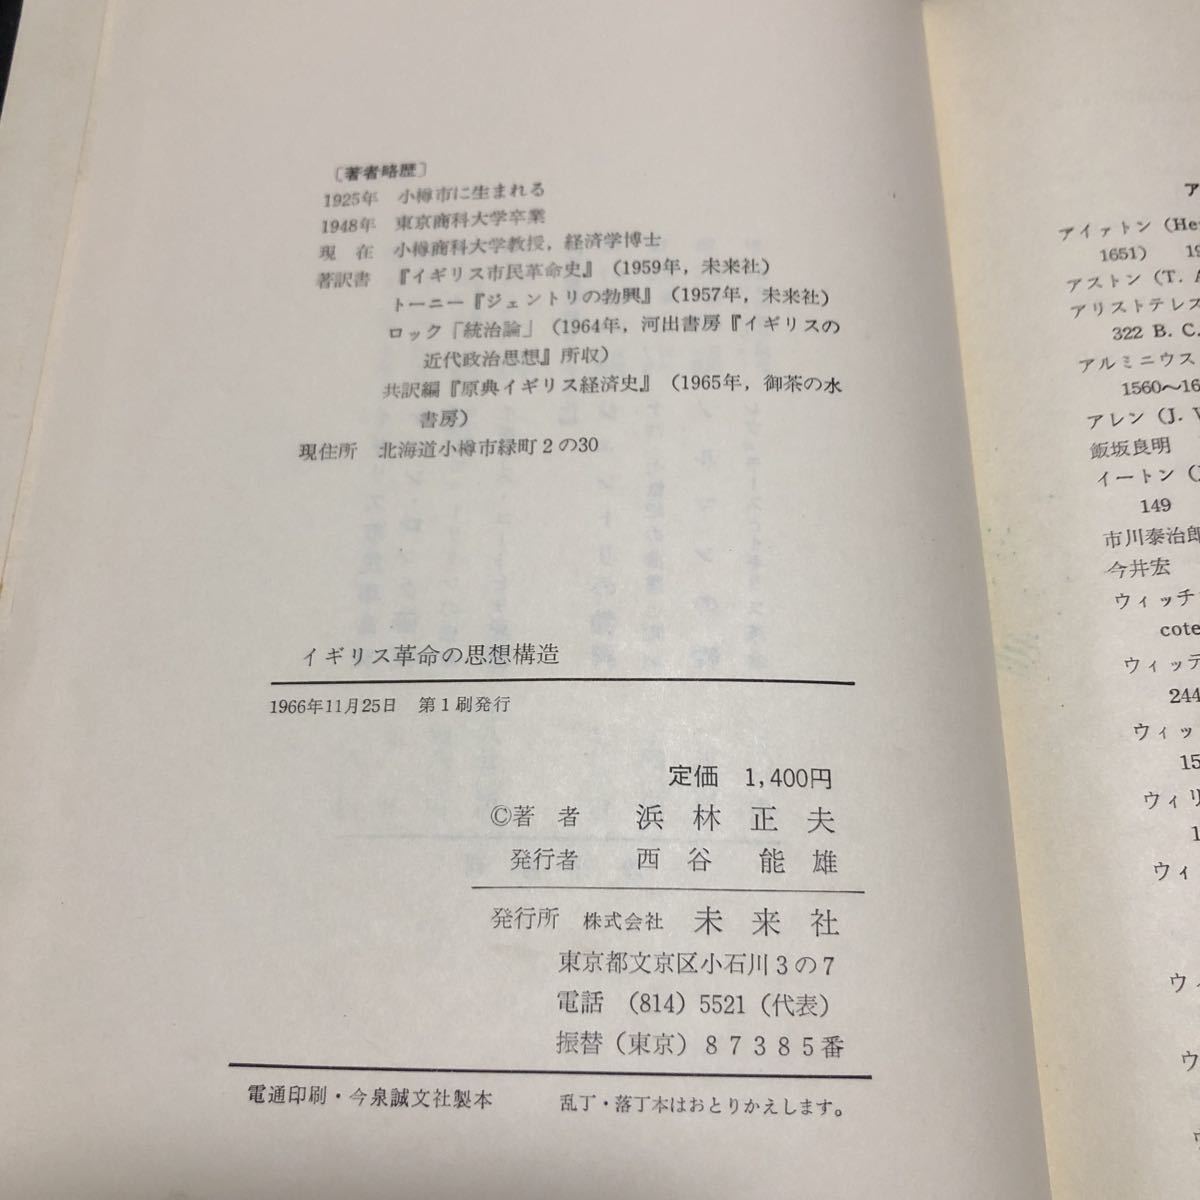 〔著者略歴〕
1925年 小樽市に生まれる
1948年 東京商科大学卒業
現 在 小樽商科大学教授，経済学博士
著訳書 『イギリス市民革命史』（1959年，未来社）
トーニー『ジェントリの勃興』（1957年，未来社）
ロック「統治論」（1964年，河出書房『イギリスの
近代政治思想』所収）
共訳編『原典イギリス経済史』（1965年，御茶の水
書房）
現住所 北海道小樽市緑町2の30
イギリス革命の思想構造
1966年11月25日 第1刷発行
定価 1,400円
©著 者 浜 林 正 夫
発行者 西 谷 能 雄
発行所 株式会社 未 来 社
東京都文京区小石川3の7
電話 (814) 5521（代表）
振替（東京）87385番
電通印刷・今泉誠文社製本 乱丁・落丁本はおとりかえします。
ア
アイァトン（He
1651)
アストン（T. A
アリストテレス
322 B. C.
アルミニウス
1560〜16
アレン（J. V
飯坂良明
イートン（
149
市川泰治郎
今井宏
ウィッチ
cote
ウィッテ
244
ウィッ
15
ウィリ
1
ウィ
ウィ
ウ